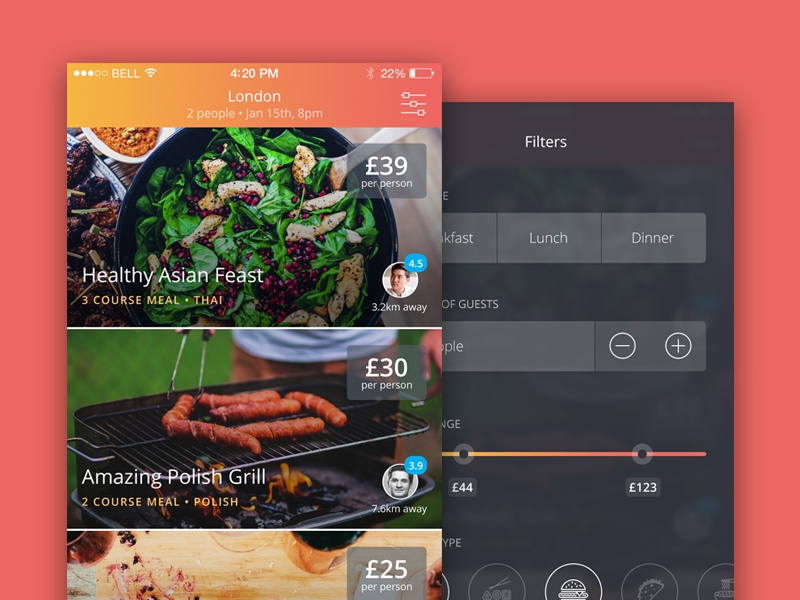 BELL
4:20 PM
22%
London
2 people • Jan 15th, 8pm
£39
per person
Healthy Asian Feast
3 COURSE MEAL • THAI
4.5
3.2km away
£30
per person
Amazing Polish Grill
2 COURSE MEAL • POLISH
3.9
7.6km away
£25
per person
Filters
E
kfast
Lunch
Dinner
OF GUESTS
ple
NGE
£44
£123
YPE